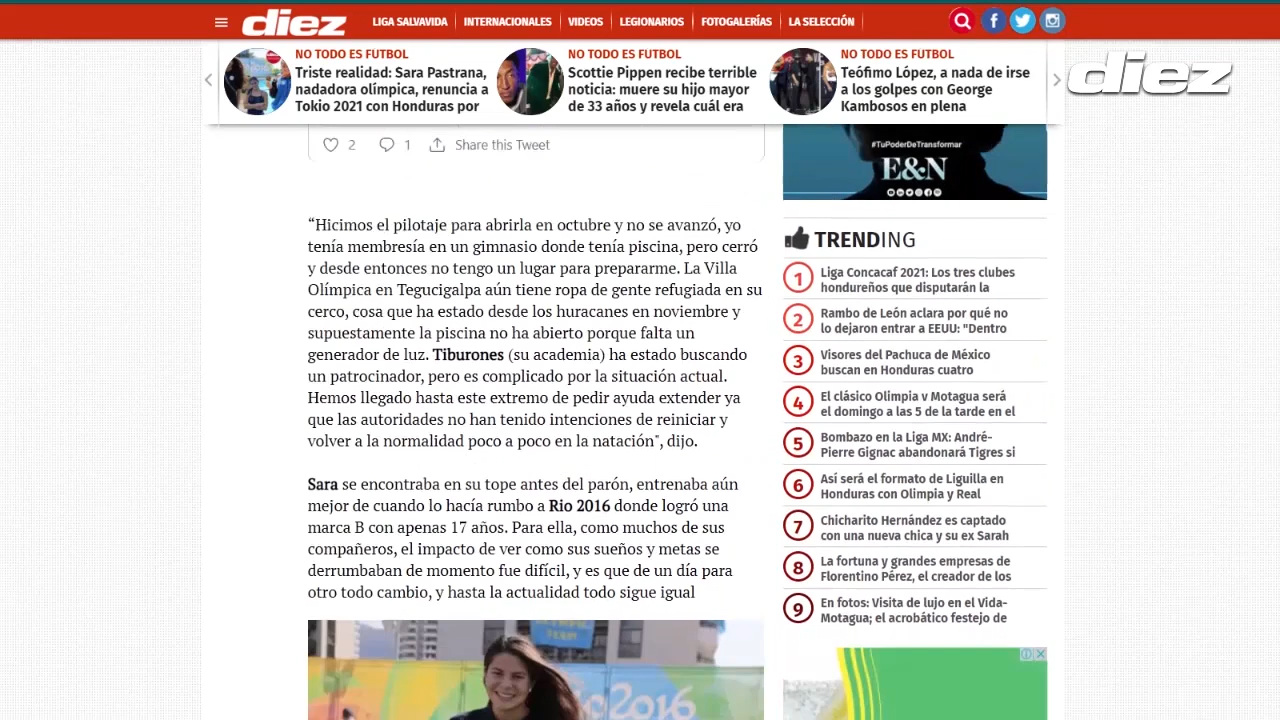 diez
LIGA SALVAVIDA
INTERNACIONALES
VIDEOS
LEGIONARIOS
FOTOGALERÍAS
LA SELECCIÓN
NO TODO ES FUTBOL
Triste realidad: Sara Pastrana,
nadadora olímpica, renuncia a
Tokio 2021 con Honduras por
NO TODO ES FUTBOL
Scottie Pippen recibe terrible
noticia: muere su hijo mayor
de 33 años y revela cuál era
NO TODO ES FUTBOL
Teófimo López, a nada de irse
a los golpes con George
Kambosos en plena
diez
2
1
Share this Tweet
“Hicimos el pilotaje para abrirla en octubre y no se avanzó, yo
tenía membresía en un gimnasio donde tenía piscina, pero cerró
y desde entonces no tengo un lugar para prepararme. La Villa
Olímpica en Tegucigalpa aún tiene ropa de gente refugiada en su
cerco, cosa que ha estado desde los huracanes en noviembre y
supuestamente la piscina no ha abierto porque falta un
generador de luz. Tiburones (su academia) ha estado buscando
un patrocinador, pero es complicado por la situación actual.
Hemos llegado hasta este extremo de pedir ayuda extender ya
que las autoridades no han tenido intenciones de reiniciar y
volver a la normalidad poco a poco en la natación", dijo.
Sara se encontraba en su tope antes del parón, entrenaba aún
mejor de cuando lo hacía rumbo a Rio 2016 donde logró una
marca B con apenas 17 años. Para ella, como muchos de sus
compañeros, el impacto de ver como sus sueños y metas se
derrumbaban de momento fue difícil, y es que de un día para
otro todo cambio, y hasta la actualidad todo sigue igual
#TuPoderDeTransformar
E&N
TRENDING
1
Liga Concacaf 2021: Los tres clubes
hondureños que disputarán la
2
Rambo de León aclara por qué no
lo dejaron entrar a EEUU: "Dentro
3
Visores del Pachuca de México
buscan en Honduras cuatro
4
El clásico Olimpia v Motagua será
el domingo a las 5 de la tarde en el
5
Bombazo en la Liga MX: André-
Pierre Gignac abandonará Tigres si
6
Así será el formato de Liguilla en
Honduras con Olimpia y Real
7
Chicharito Hernández es captado
con una nueva chica y su ex Sarah
8
La fortuna y grandes empresas de
Florentino Pérez, el creador de los
9
En fotos: Visita de lujo en el Vida-
Motagua; el acrobático festejo de
2016